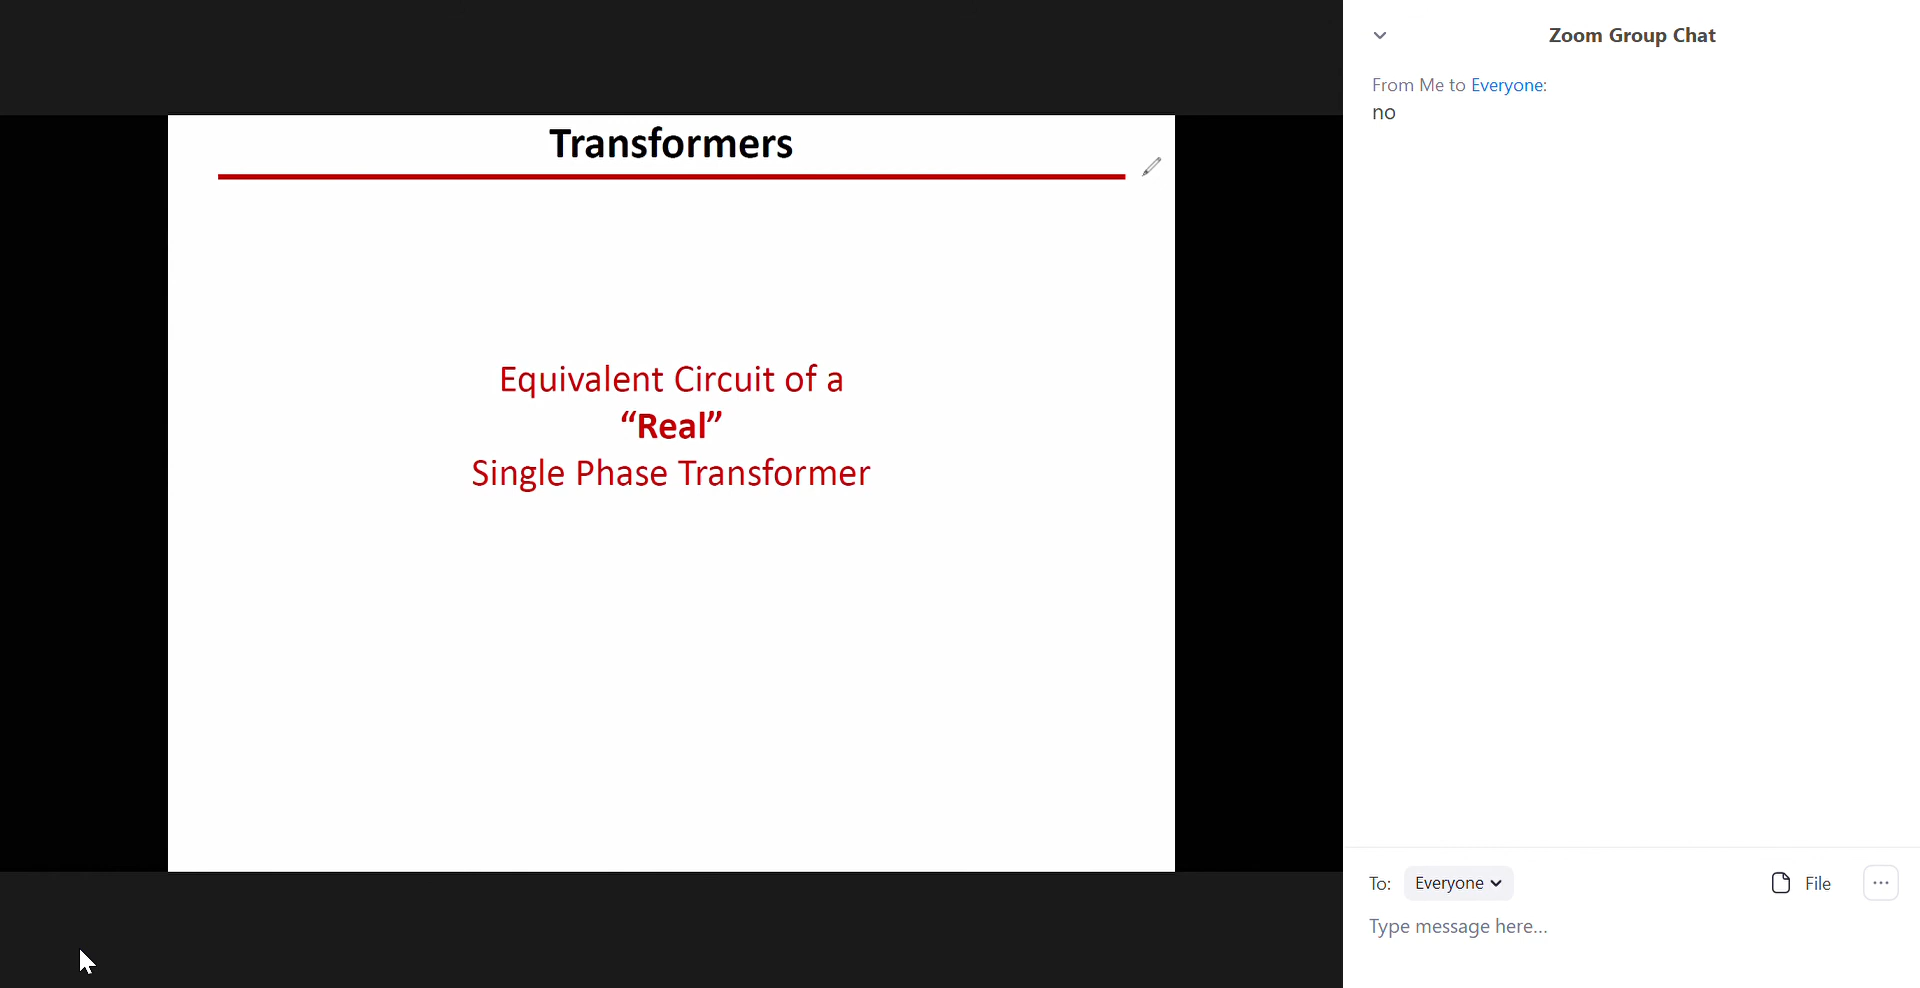 Transformers
Equivalent Circuit of a
“Real”
Single Phase Transformer
Zoom Group Chat
From Me to Everyone:
no
To: Everyone File ...
Type message here...